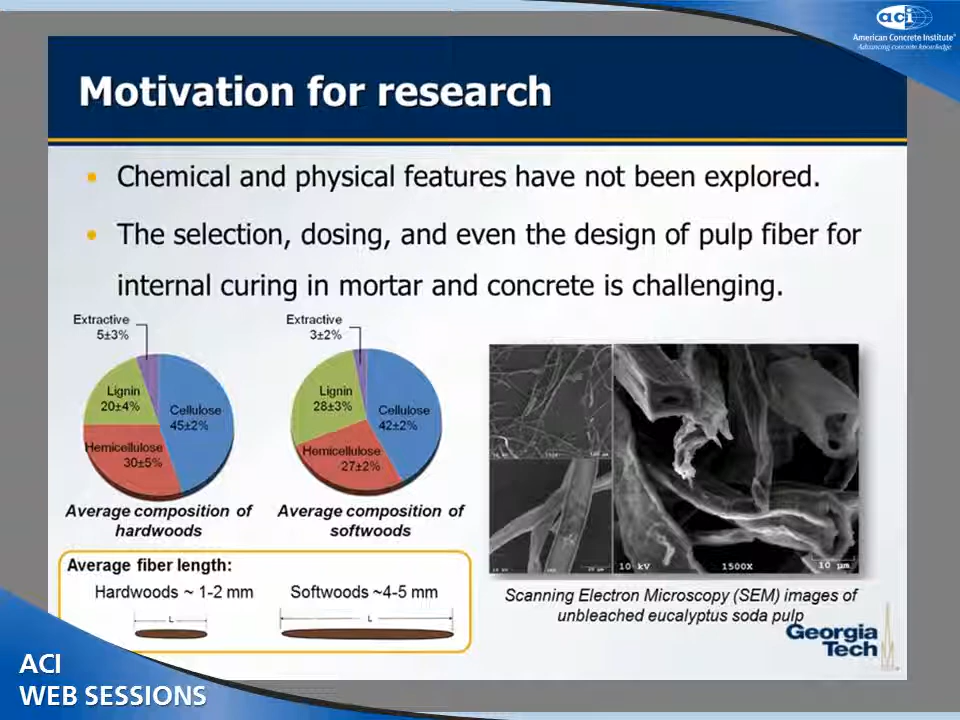 aci
American Concrete Institute®
Advancing concrete knowledge
Motivation for research
• Chemical and physical features have not been explored.
• The selection, dosing, and even the design of pulp fiber for
internal curing in mortar and concrete is challenging.
Extractive
5±3%
Lignin
20±4%
Cellulose
45±2%
Hemicellulose
30±5%
Average composition of
hardwoods
Extractive
3±2%
Lignin
28±3%
Cellulose
42±2%
Hemicellulose
27±2%
Average composition of
softwoods
Average fiber length:
Hardwoods ~ 1-2 mm
L
Softwoods ~4-5 mm
L
10 kV 1500X 10 µm
Scanning Electron Microscopy (SEM) images of
unbleached eucalyptus soda pulp
Georgia
Tech
ACI
WEB SESSIONS